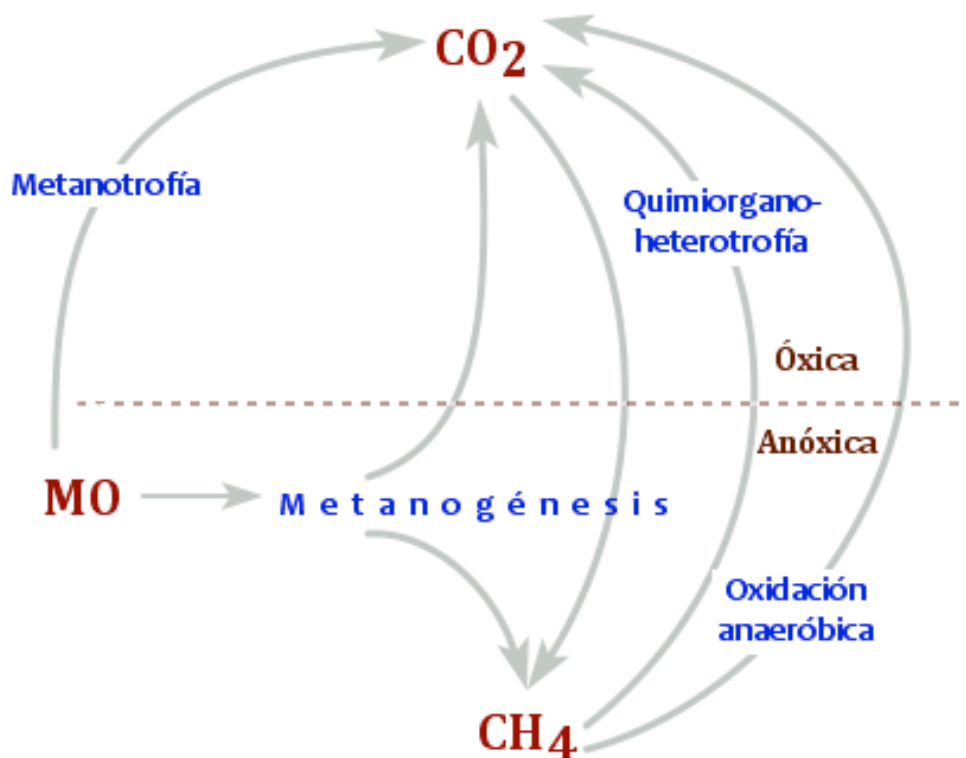 CO2
Metanotrofía
Quimiorgano-
heterotrofía
Óxica
Anóxica
MO
Metanogénesis
Oxidación
anaeróbica
CH4